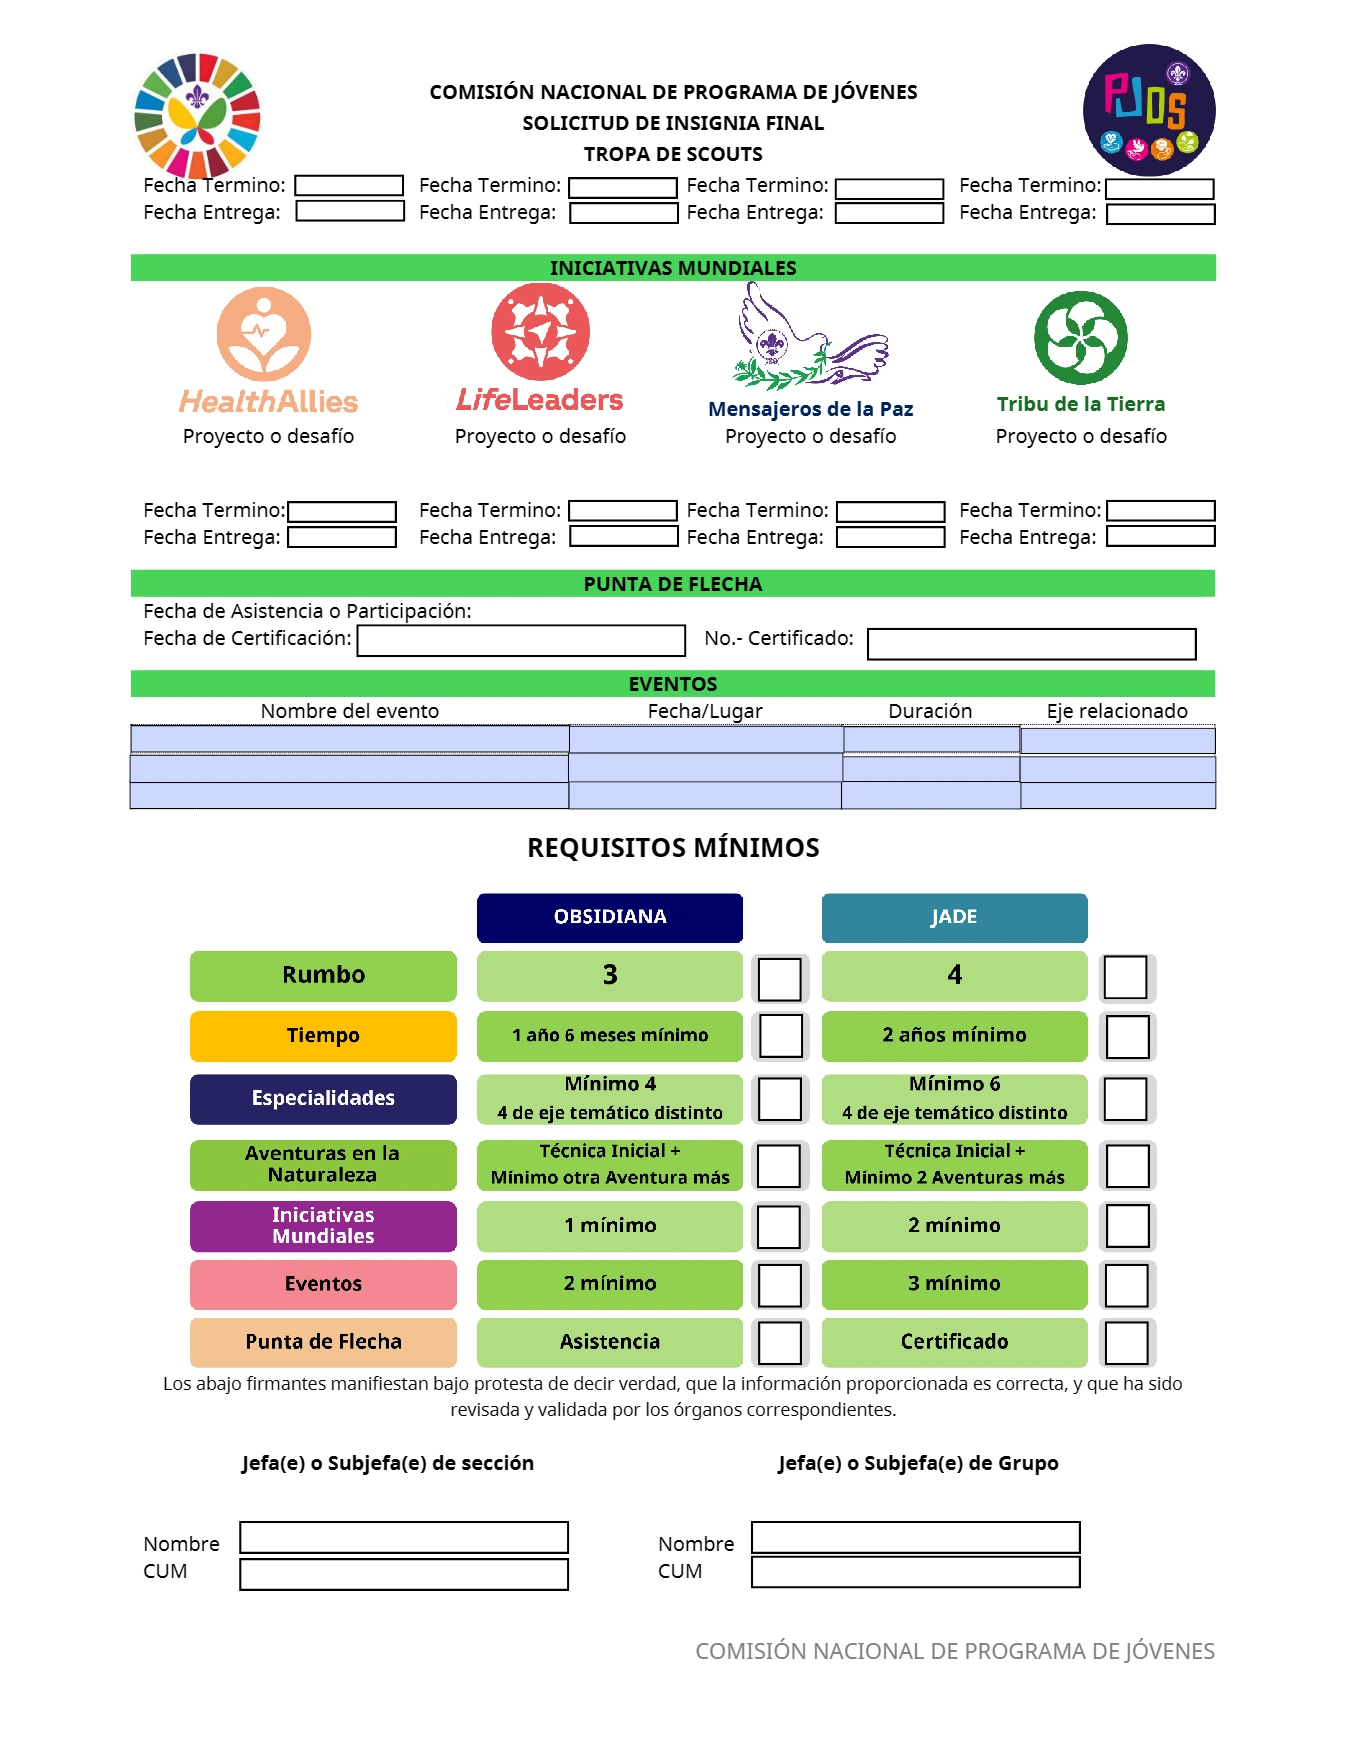 COMISIÓN NACIONAL DE PROGRAMA DE JÓVENES
SOLICITUD DE INSIGNIA FINAL
TROPA DE SCOUTS
PJDS
Fecha Termino: Fecha Termino: Fecha Termino: Fecha Termino:
Fecha Entrega: Fecha Entrega: Fecha Entrega: Fecha Entrega:
INICIATIVAS MUNDIALES
HealthAllies LifeLeaders Mensajeros de la Paz Tribu de la Tierra
Proyecto o desafío Proyecto o desafío Proyecto o desafío Proyecto o desafío
Fecha Termino: Fecha Termino: Fecha Termino: Fecha Termino:
Fecha Entrega: Fecha Entrega: Fecha Entrega: Fecha Entrega:
PUNTA DE FLECHA
Fecha de Asistencia o Participación:
Fecha de Certificación: No.- Certificado:
EVENTOS
Nombre del evento Fecha/Lugar Duración Eje relacionado
REQUISITOS MÍNIMOS
OBSIDIANA JADE
Rumbo 3 4
Tiempo 1 año 6 meses mínimo 2 años mínimo
Especialidades
Mínimo 4
4 de eje temático distinto
Mínimo 6
4 de eje temático distinto
Aventuras en la
Naturaleza
Técnica Inicial +
Mínimo otra Aventura más
Técnica Inicial +
Mínimo 2 Aventuras más
Iniciativas
Mundiales
1 mínimo 2 mínimo
Eventos 2 mínimo 3 mínimo
Punta de Flecha Asistencia Certificado
Los abajo firmantes manifiestan bajo protesta de decir verdad, que la información proporcionada es correcta, y que ha sido
revisada y validada por los órganos correspondientes.
Jefa(e) o Subjefa(e) de sección Jefa(e) o Subjefa(e) de Grupo
Nombre Nombre
CUM CUM
COMISIÓN NACIONAL DE PROGRAMA DE JÓVENES